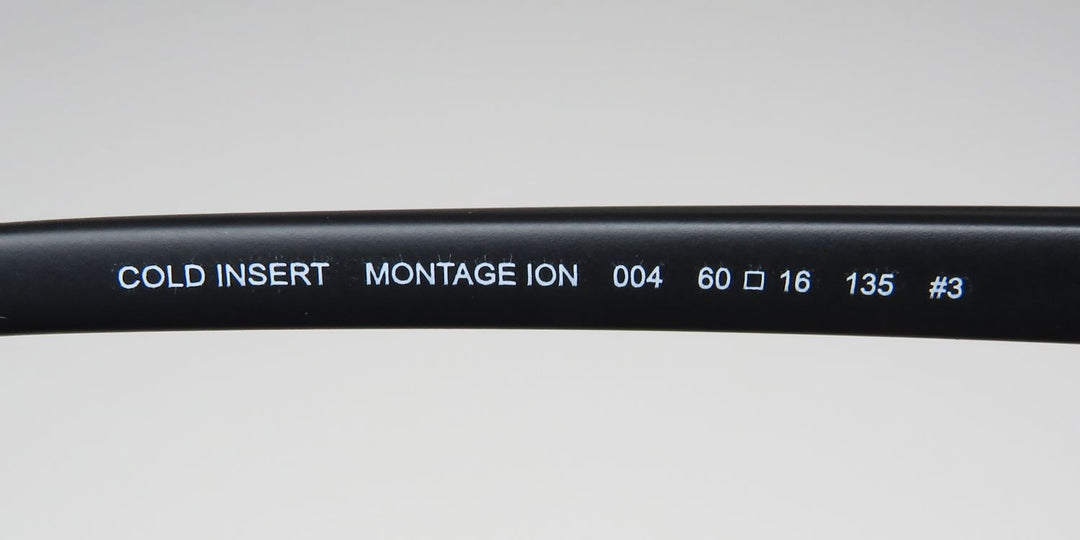 COLD INSERT MONTAGE ION 004 60 □ 16 135 #3